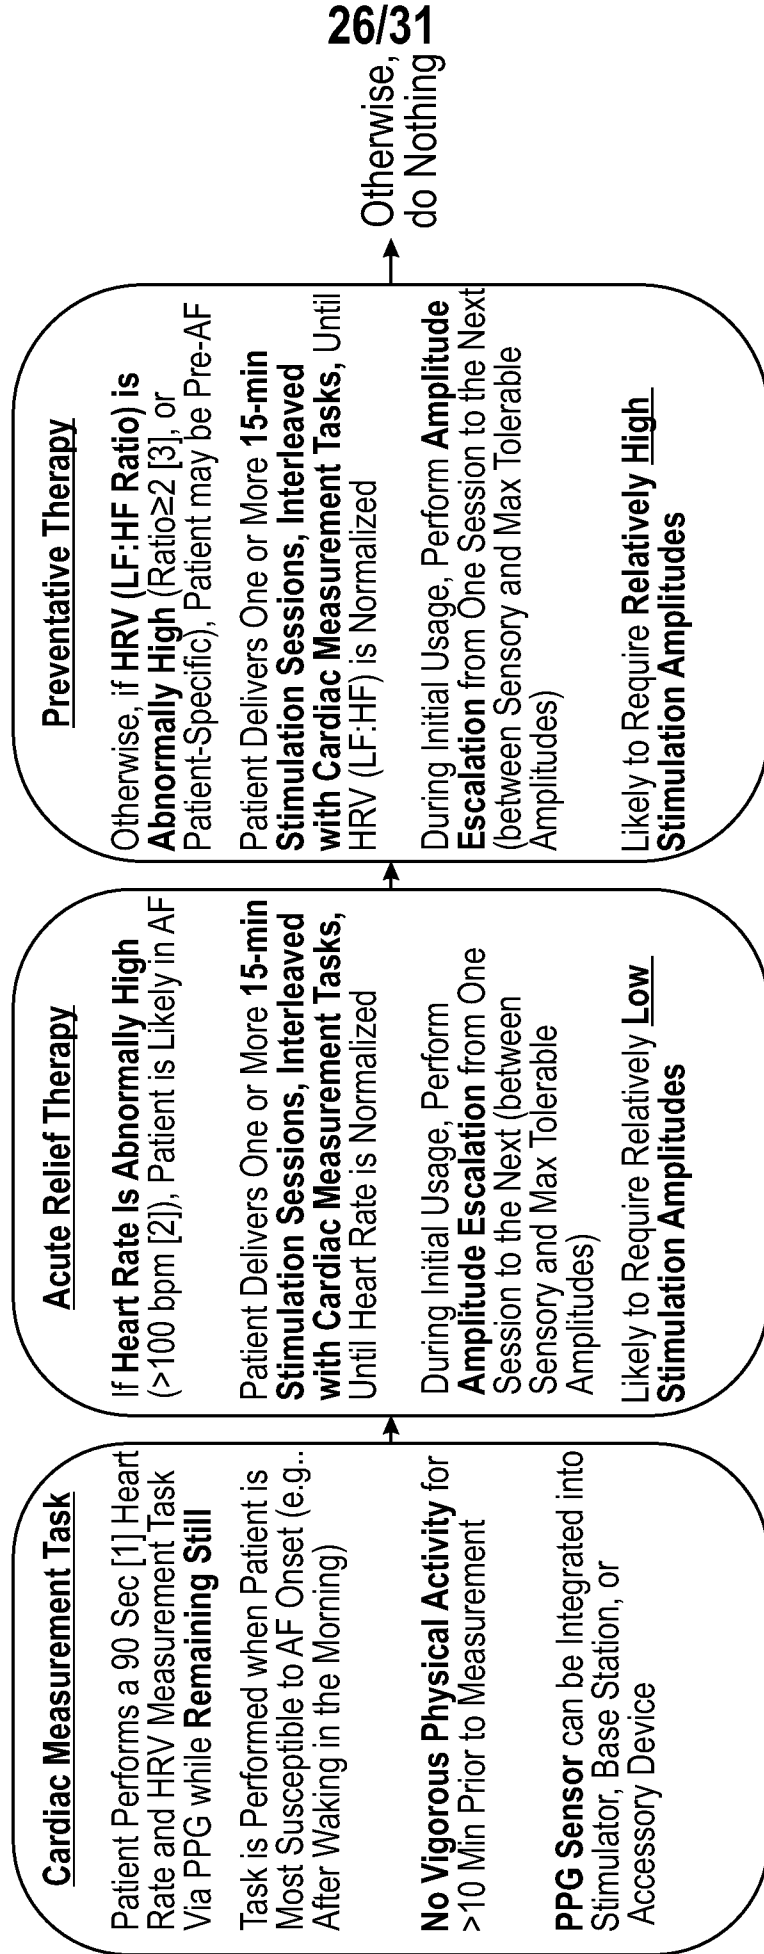 26/31
Cardiac Measurement Task
Patient Performs a 90 Sec [1] Heart
Rate and HRV Measurement Task
Via PPG while Remaining Still
Task is Performed when Patient is
Most Susceptible to AF Onset (e.g..
After Waking in the Morning)
No Vigorous Physical Activity for
>10 Min Prior to Measurement
PPG Sensor can be Integrated into
Stimulator, Base Station, or
Accessory Device
Acute Relief Therapy
If Heart Rate Is Abnormally High
(>100 bpm [2]), Patient is Likely in AF
Patient Delivers One or More 15-min
Stimulation Sessions, Interleaved
with Cardiac Measurement Tasks,
Until Heart Rate is Normalized
During Initial Usage, Perform
Amplitude Escalation from One
Session to the Next (between
Sensory and Max Tolerable
Amplitudes)
Likely to Require Relatively Low
Stimulation Amplitudes
Preventative Therapy
Otherwise, if HRV (LF:HF Ratio) is
Abnormally High (Ratio≥2 [3], or
Patient-Specific), Patient may be Pre-AF
Patient Delivers One or More 15-min
Stimulation Sessions, Interleaved
with Cardiac Measurement Tasks, Until
HRV (LF:HF) is Normalized
During Initial Usage, Perform Amplitude
Escalation from One Session to the Next
(between Sensory and Max Tolerable
Amplitudes)
Likely to Require Relatively High
Stimulation Amplitudes
Otherwise,
do Nothing